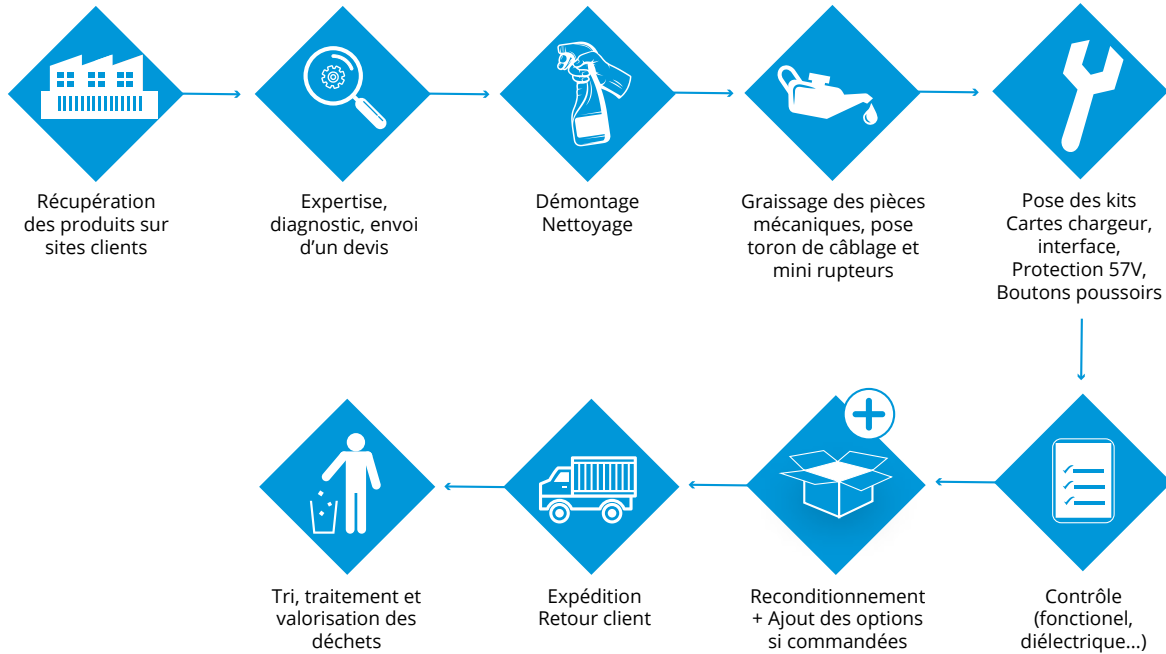 Récupération
des produits sur
sites clients
Expertise,
diagnostic, envoi
d'un devis
Démontage
Nettoyage
Graissage des pièces
mécaniques, pose
toron de câblage et
mini rupteurs
Pose des kits
Cartes chargeur,
interface,
Protection 57V,
Boutons poussoirs
Contrôle
(fonctionel,
diélectrique...)
Reconditionnement
+ Ajout des options
si commandées
Expédition
Retour client
Tri, traitement et
valorisation des
déchets